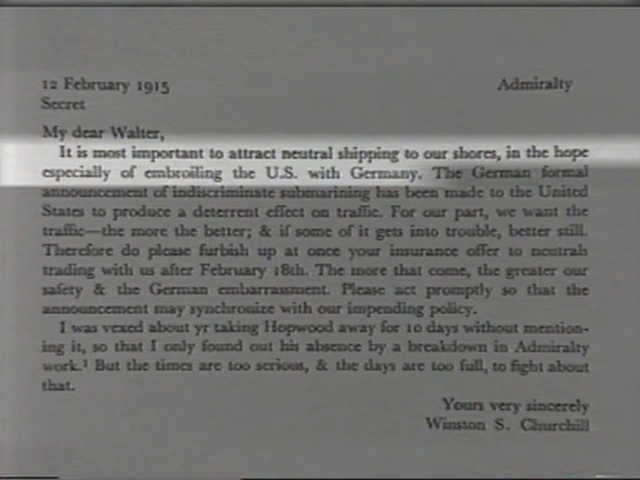 12 February 1915 Admiralty
Secret
My dear Walter,
It is most important to attract neutral shipping to our shores, in the hope
especially of embroiling the U.S. with Germany. The German formal
announcement of indiscriminate submarining has been made to the United
States to produce a deterrent effect on traffic. For our part, we want the
traffic—the more the better; & if some of it gets into trouble, better still.
Therefore do please furbish up at once your insurance offer to neutrals
trading with us after February 18th. The more that come, the greater our
safety & the German embarrassment. Please act promptly so that the
announcement may synchronize with our impending policy.
I was vexed about yr taking Hopwood away for 10 days without mention-
ing it, so that I only found out his absence by a breakdown in Admiralty
work.¹ But the times are too serious, & the days are too full, to fight about
that.
Yours very sincerely
Winston S. Churchill